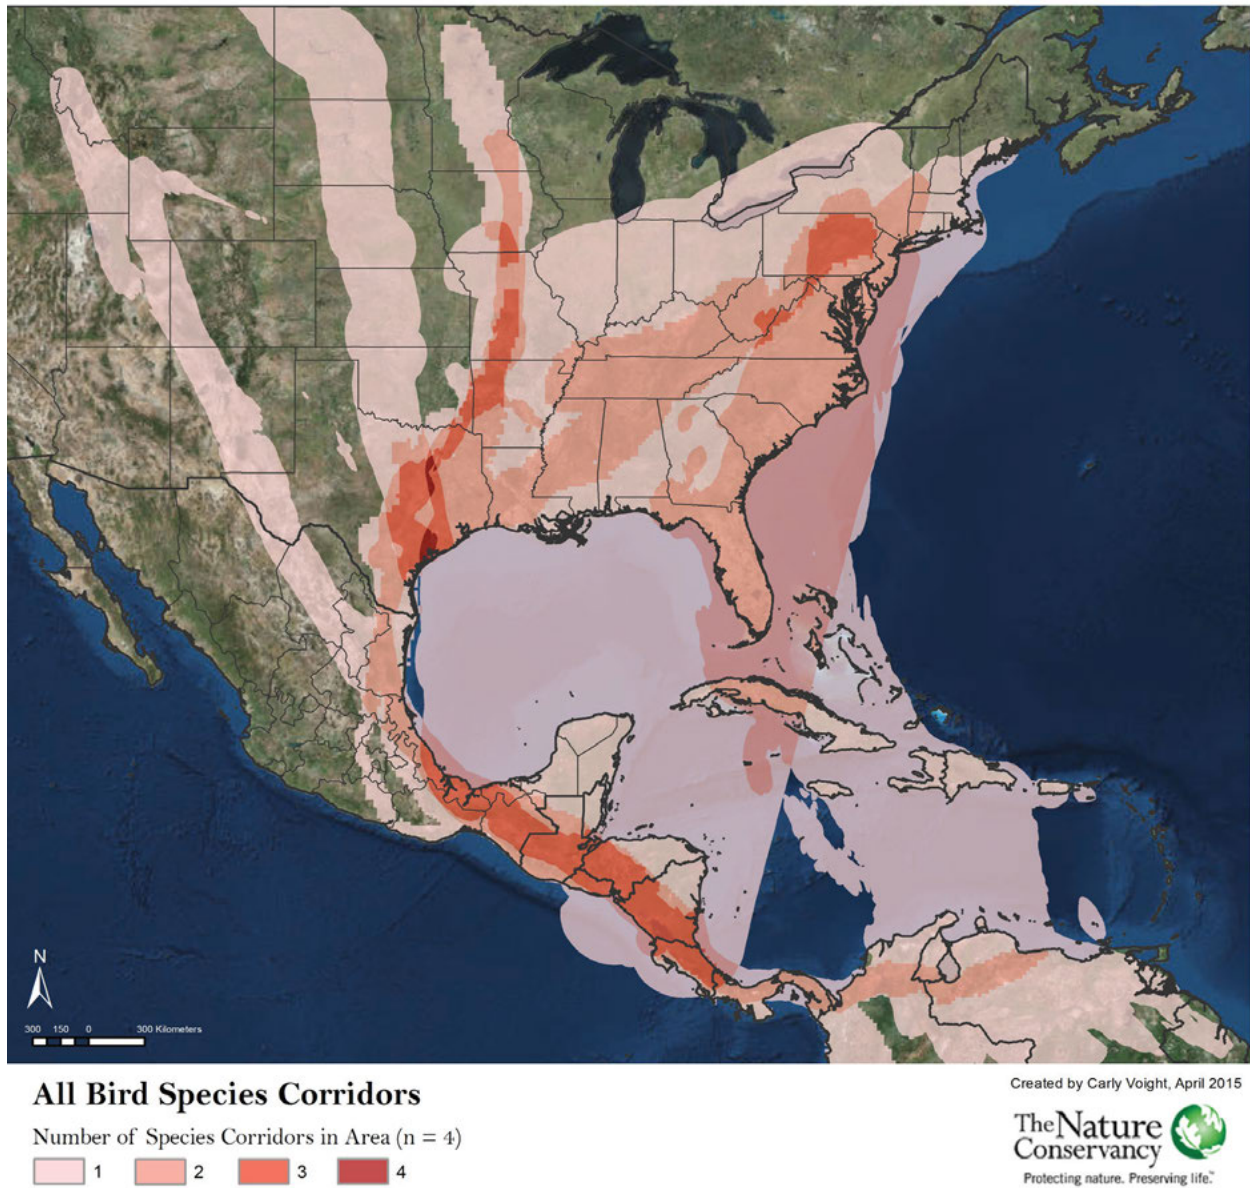 N
300 150 0 300 Kilometers
All Bird Species Corridors
Number of Species Corridors in Area (n = 4)
1 2 3 4
Created by Carly Voight, April 2015
The Nature
Conservancy
Protecting nature. Preserving life.™